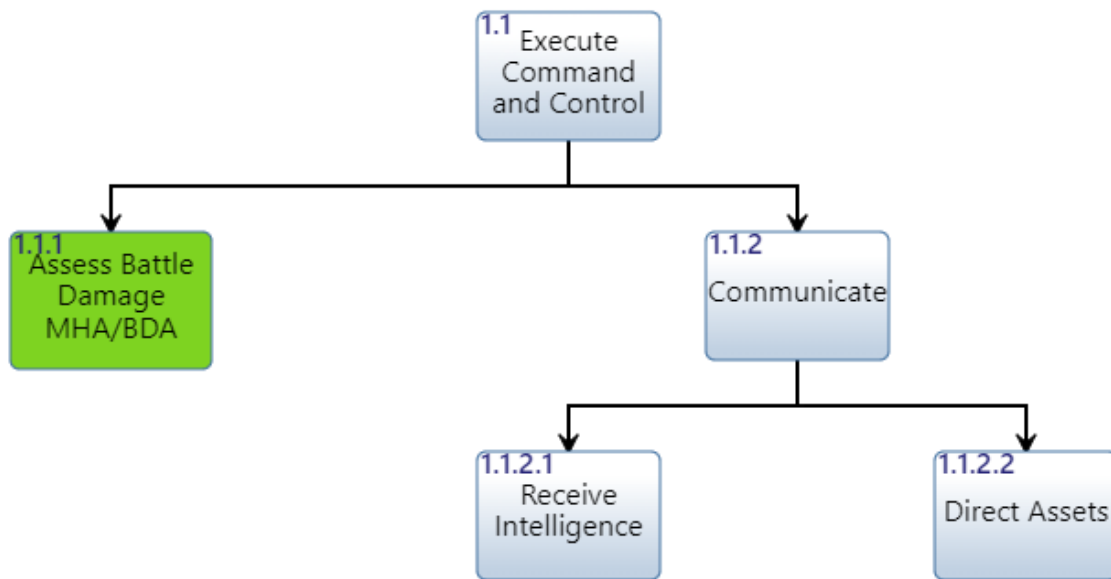 1.1
Execute
Command
and Control
1.1.1
Assess Battle
Damage
MHA/BDA
1.1.2
Communicate
1.1.2.1
Receive
Intelligence
1.1.2.2
Direct Assets